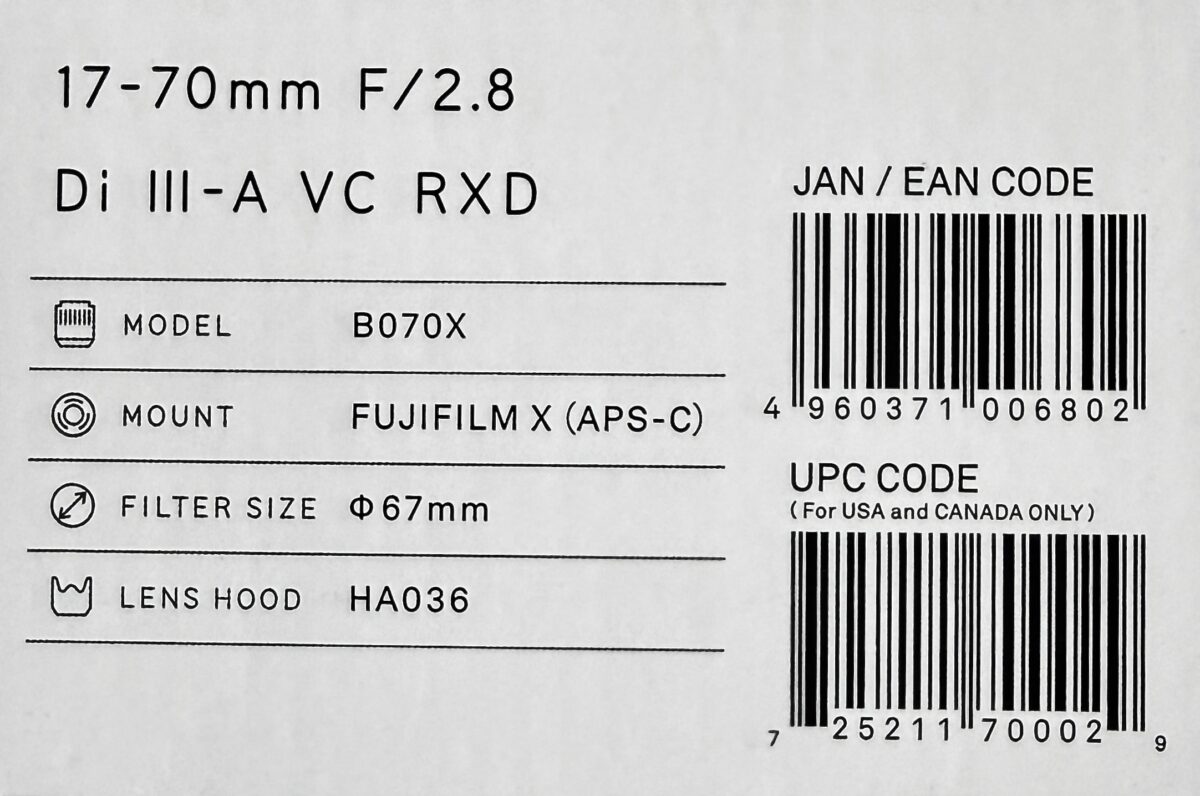 17-70mm F/2.8
Di III-A VC RXD
MODEL B070X
MOUNT FUJIFILM X (APS-C)
FILTER SIZE Φ67mm
LENS HOOD HA036
JAN / EAN CODE
4 960371 006802
UPC CODE
(For USA and CANADA ONLY)
7 25211 70002 9